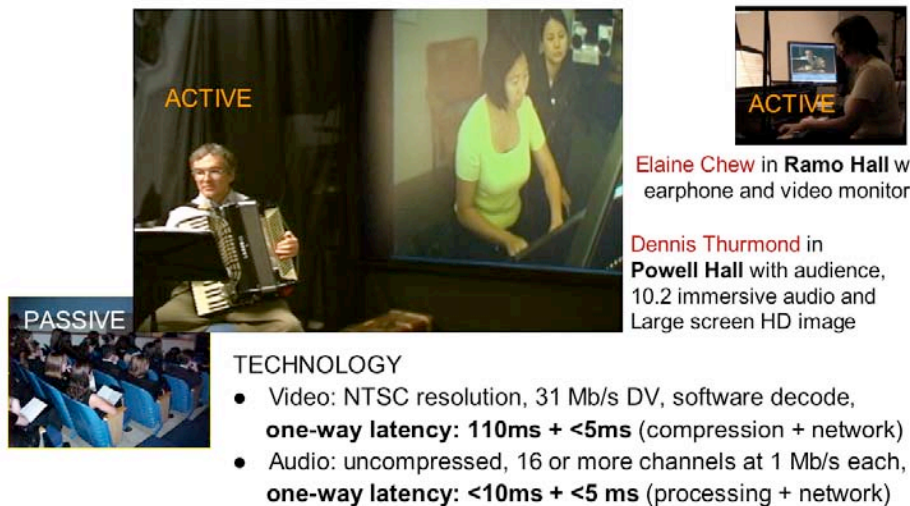 ACTIVE
ACTIVE
Elaine Chew in Ramo Hall w
earphone and video monitor
Dennis Thurmond in
Powell Hall with audience,
10.2 immersive audio and
Large screen HD image
PASSIVE
TECHNOLOGY
● Video: NTSC resolution, 31 Mb/s DV, software decode,
one-way latency: 110ms + <5ms (compression + network)
● Audio: uncompressed, 16 or more channels at 1 Mb/s each,
one-way latency: <10ms + <5 ms (processing + network)